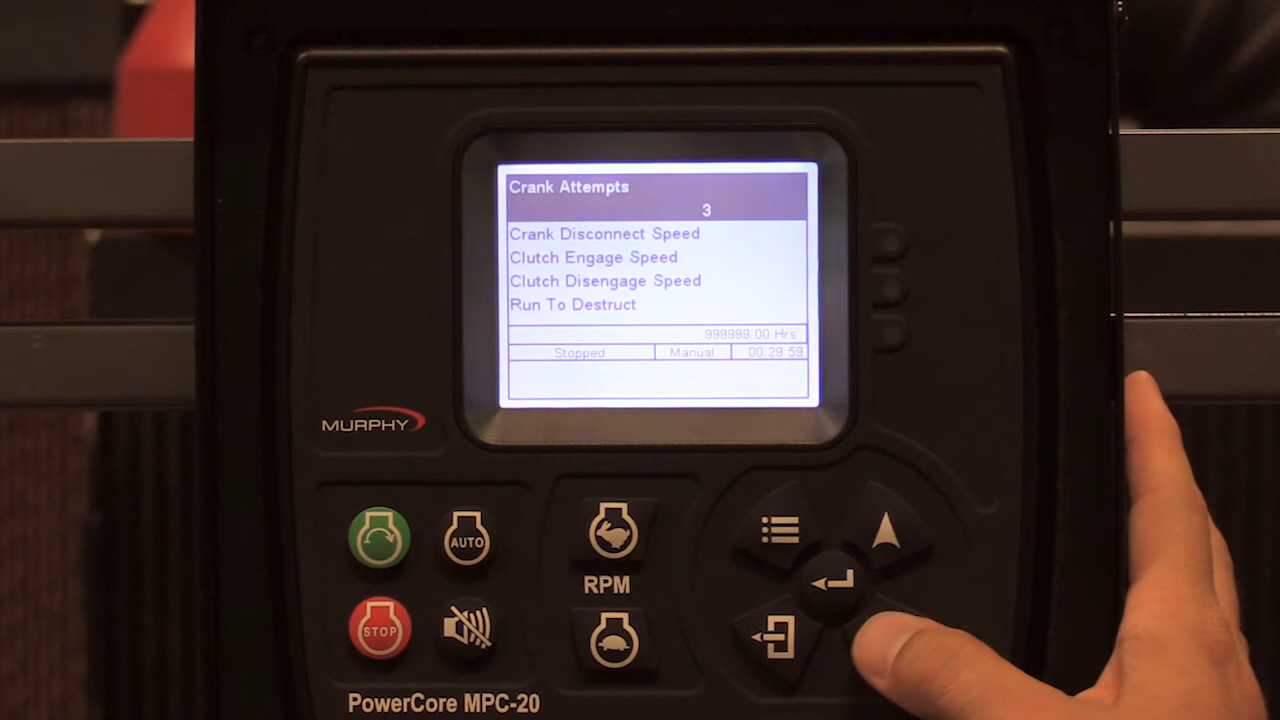 Crank Attempts
3
Crank Disconnect Speed
Clutch Engage Speed
Clutch Disengage Speed
Run To Destruct
999999.00 Hrs
Stopped Manual 00:29:59
MURPHY
AUTO
RPM
STOP
PowerCore MPC-20